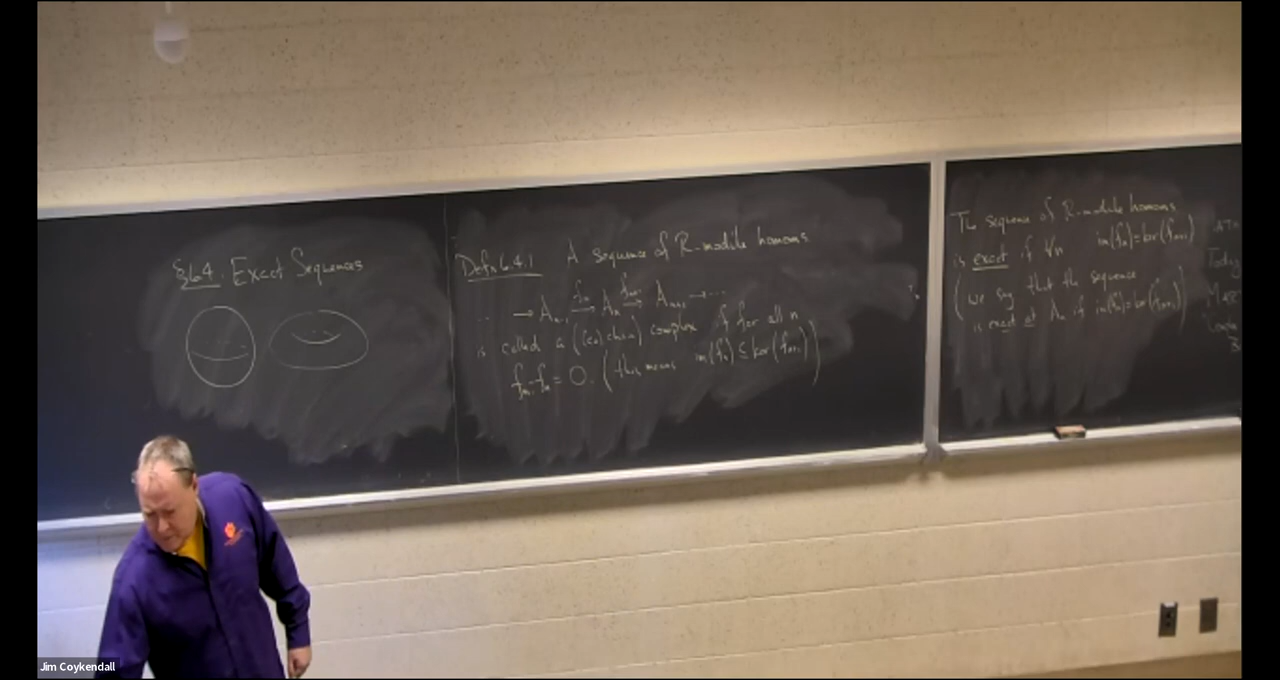 §6.4. Exact Sequences
Defn 6.4.1 A sequence of R-module homoms
··· → Aₙ₋₁ →^{fₙ} Aₙ →^{fₙ₊₁} Aₙ₊₁ → ···
is called a ((co)chain) complex if for all n
fₙ₊₁fₙ = 0. (this means im(fₙ) ⊆ ker(fₙ₊₁))
The sequence of R-module homoms
is exact if ∀n im(fₙ)=ker(fₙ₊₁)
(we say that the sequence
is exact at Aₙ if im(fₙ)=ker(fₙ₊₁))
Today
Jim Coykendall